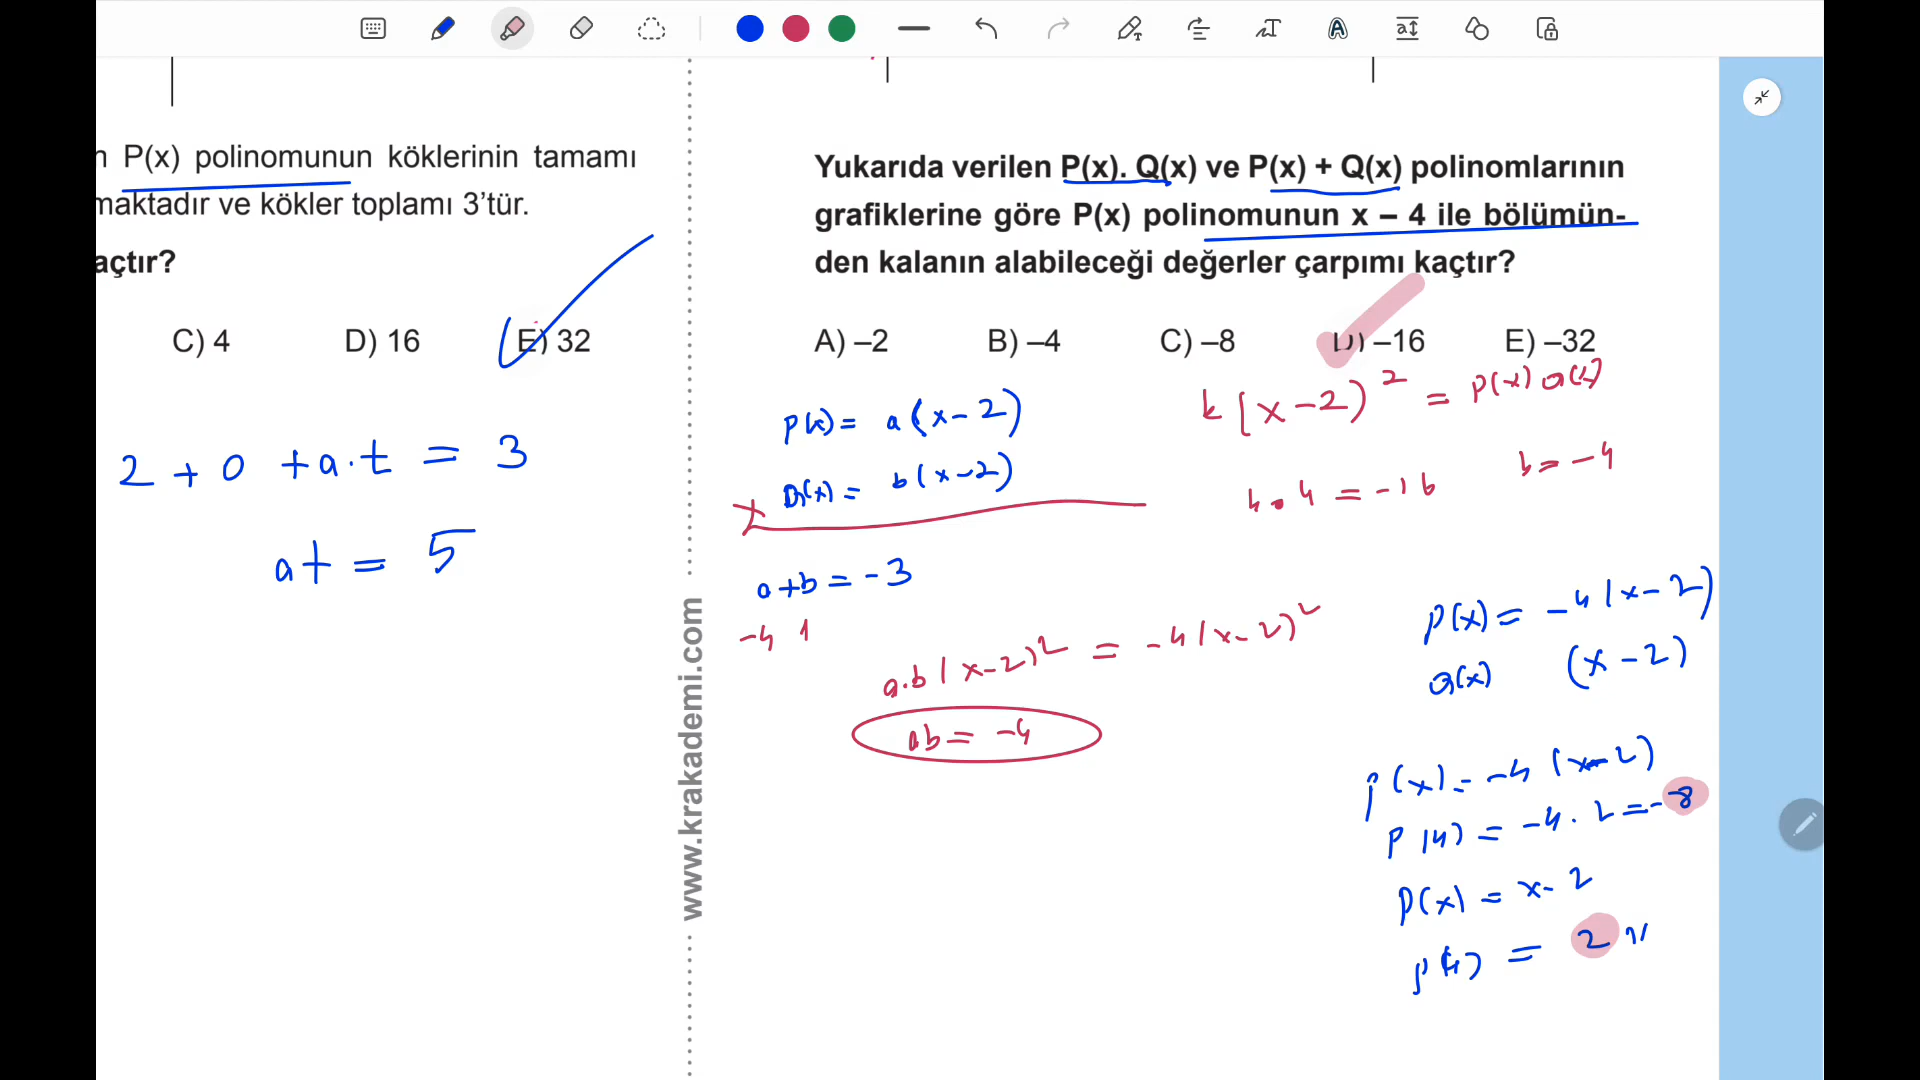 n P(x) polinomunun köklerinin tamamı
maktadır ve kökler toplamı 3'tür.
açtır?
C) 4 D) 16 E) 32
2 + 0 + a.t = 3
at = 5
www.krakademi.com
Yukarıda verilen P(x). Q(x) ve P(x) + Q(x) polinomlarının
grafiklerine göre P(x) polinomunun x – 4 ile bölümün-
den kalanın alabileceği değerler çarpımı kaçtır?
A) –2 B) –4 C) –8 D) –16 E) –32
P(x) = a(x-2)
Q(x) = b(x-2)
x
a+b = -3
-4 1
a.b(x-2)² = -4(x-2)²
ab = -4
k(x-2)² = P(x) Q(x)
k.4 = -16
k = -4
P(x) = -4(x-2)
Q(x) (x-2)
P(x) = -4(x-2)
P(4) = -4.2 = -8
P(x) = x-2
P(4) = 2